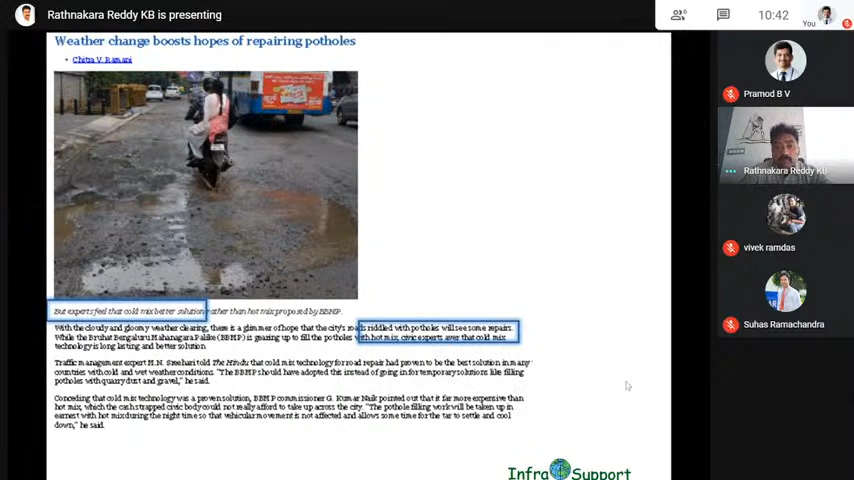 Rathnakara Reddy KB is presenting
6
10:42
You
Weather change boosts hopes of repairing potholes
Chitra V. Ramani
But experts feel that cold mix better solution rather than hot mix proposed by BBMP.
With the cloudy and gloomy weather clearing, there is a glimmer of hope that the city's roads riddled with potholes will see some repairs.
While the Bruhat Bengaluru Mahanagara Palike (BBMP) is gearing up to fill the potholes with hot mix, civic experts aver that cold mix
technology is long lasting and better solution
Traffic management expert M.N. Sreehari told The Hindu that cold mix technology for road repair had proven to be the best solution in many
countries with cold and wet weather conditions. "The BBMP should have adopted this instead of going in for temporary solutions like filling
potholes with quarry dust and gravel," he said.
Conceding that cold mix technology was a proven solution, BBMP commissioner G. Kumar Naik pointed out that it far more expensive than
hot mix, which the cash strapped civic body could not really afford to take up across the city. "The pothole filling work will be taken up in
earnest with hot mix during the night time so that vehicular movement is not affected and allows some time for the tar to settle and cool
down," he said.
Infra Support
Pramod B V
Rathnakara Reddy KB
vivek ramdas
Suhas Ramachandra